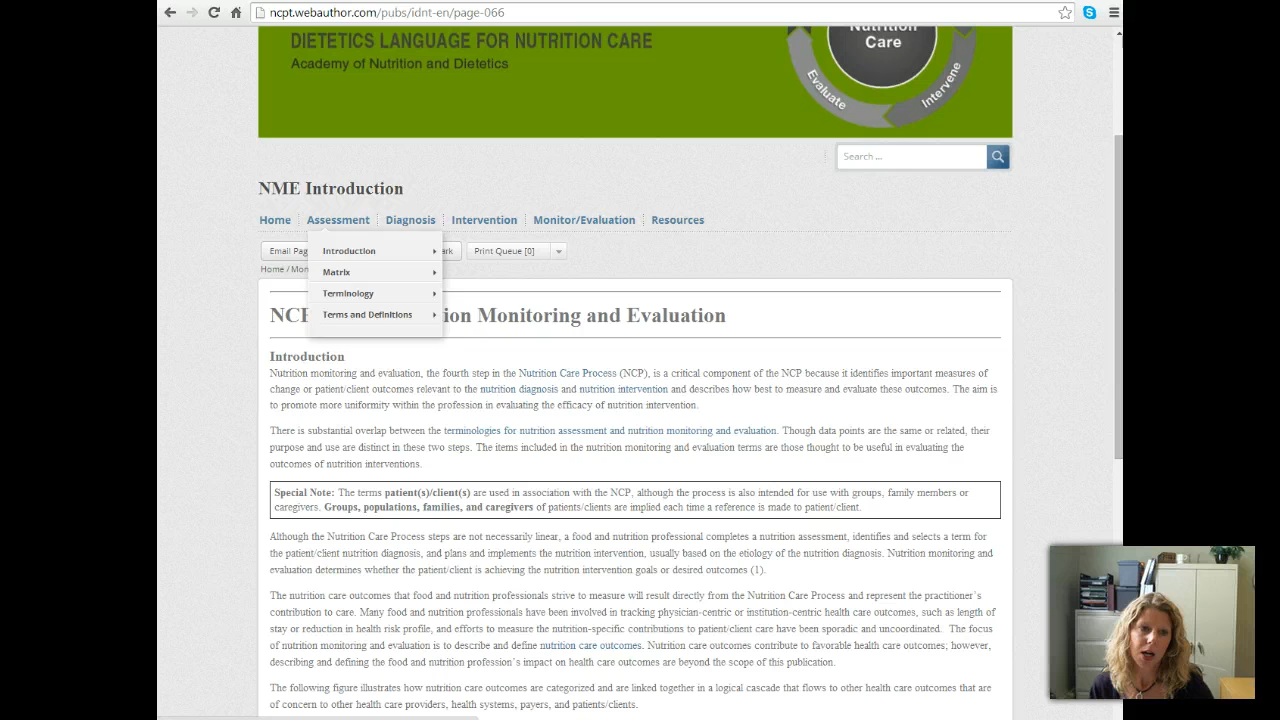 ncpt.webauthor.com/pubs/idnt-en/page-066
DIETETICS LANGUAGE FOR NUTRITION CARE
Academy of Nutrition and Dietetics
Nutrition
Care
Evaluate
Intervene
Search ...
NME Introduction
Home Assessment Diagnosis Intervention Monitor/Evaluation Resources
Email Pag
Introduction
ark
Print Queue [0]
Matrix
Home / Mon
Terminology
Terms and Definitions
NCP
ion Monitoring and Evaluation
Introduction
Nutrition monitoring and evaluation, the fourth step in the Nutrition Care Process (NCP), is a critical component of the NCP because it identifies important measures of
change or patient/client outcomes relevant to the nutrition diagnosis and nutrition intervention and describes how best to measure and evaluate these outcomes. The aim is
to promote more uniformity within the profession in evaluating the efficacy of nutrition intervention.
There is substantial overlap between the terminologies for nutrition assessment and nutrition monitoring and evaluation. Though data points are the same or related, their
purpose and use are distinct in these two steps. The items included in the nutrition monitoring and evaluation terms are those thought to be useful in evaluating the
outcomes of nutrition interventions.
Special Note: The terms patient(s)/client(s) are used in association with the NCP, although the process is also intended for use with groups, family members or
caregivers. Groups, populations, families, and caregivers of patients/clients are implied each time a reference is made to patient/client.
Although the Nutrition Care Process steps are not necessarily linear, a food and nutrition professional completes a nutrition assessment, identifies and selects a term for
the patient/client nutrition diagnosis, and plans and implements the nutrition intervention, usually based on the etiology of the nutrition diagnosis. Nutrition monitoring and
evaluation determines whether the patient/client is achieving the nutrition intervention goals or desired outcomes (1).
The nutrition care outcomes that food and nutrition professionals strive to measure will result directly from the Nutrition Care Process and represent the practitioner's
contribution to care. Many food and nutrition professionals have been involved in tracking physician-centric or institution-centric health care outcomes, such as length of
stay or reduction in health risk profile, and efforts to measure the nutrition-specific contributions to patient/client care have been sporadic and uncoordinated. The focus
of nutrition monitoring and evaluation is to describe and define nutrition care outcomes. Nutrition care outcomes contribute to favorable health care outcomes; however,
describing and defining the food and nutrition profession's impact on health care outcomes are beyond the scope of this publication.
The following figure illustrates how nutrition care outcomes are categorized and are linked together in a logical cascade that flows to other health care outcomes that are
of concern to other health care providers, health systems, payers, and patients/clients.